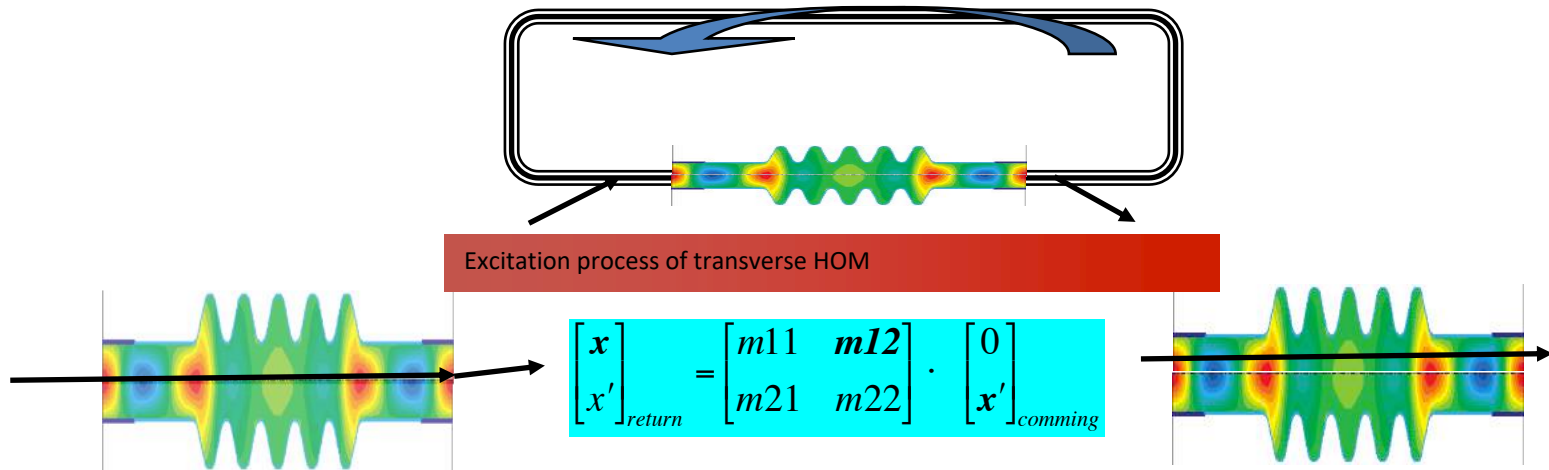 Excitation process of transverse HOM
[x x']return = [m11 m12 m21 m22] · [0 x']comming